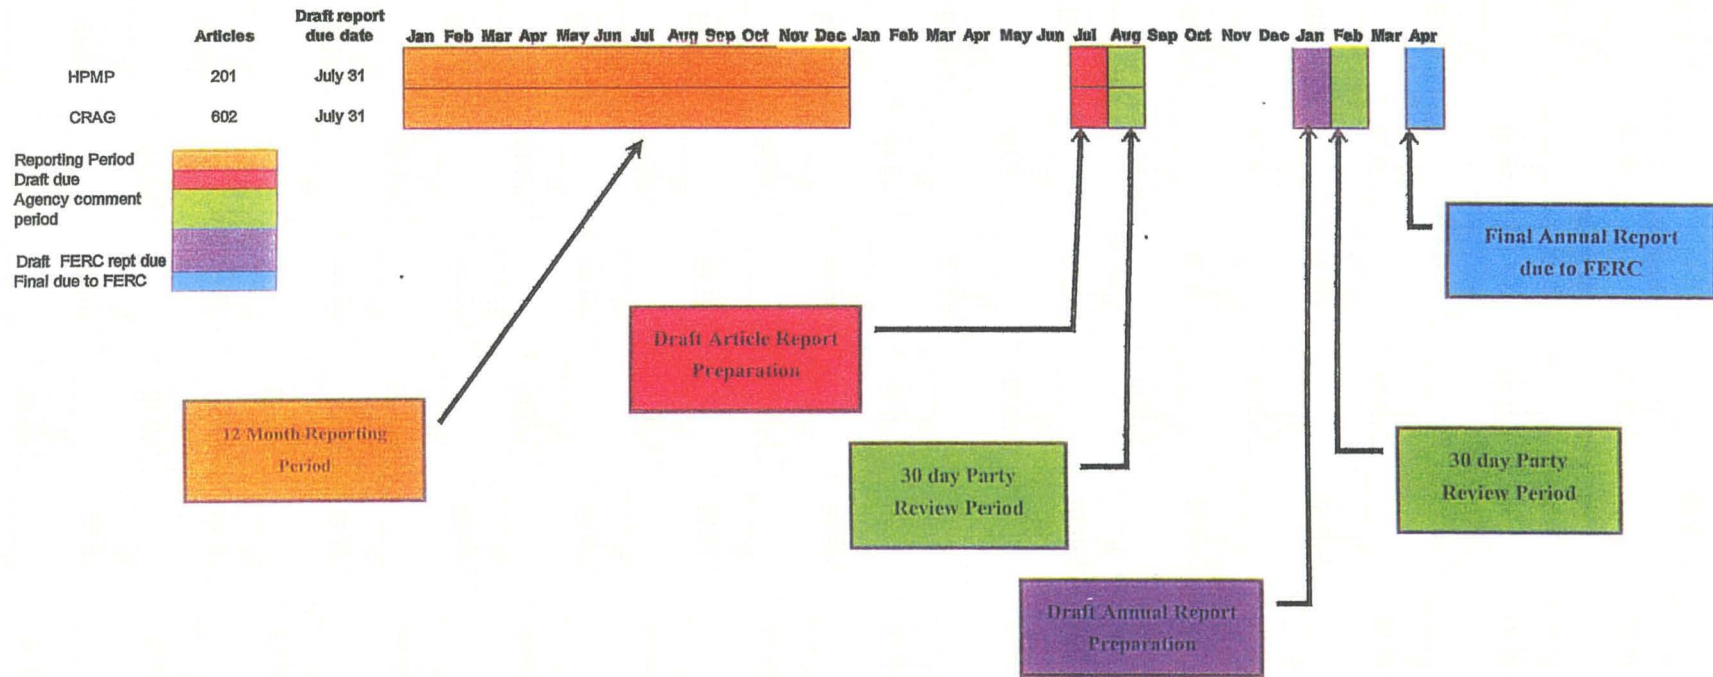 Draft report
Articles due date Jan Feb Mar Apr May Jun Jul Aug Sep Oct Nov Dec Jan Feb Mar Apr May Jun Jul Aug Sep Oct Nov Dec Jan Feb Mar Apr
HPMP 201 July 31
CRAG 602 July 31
Reporting Period
Draft due
Agency comment
period
Draft FERC rept due
Final due to FERC
Final Annual Report
due to FERC
Draft Article Report
Preparation
12 Month Reporting
Period
30 day Party
Review Period
30 day Party
Review Period
Draft Annual Report
Preparation